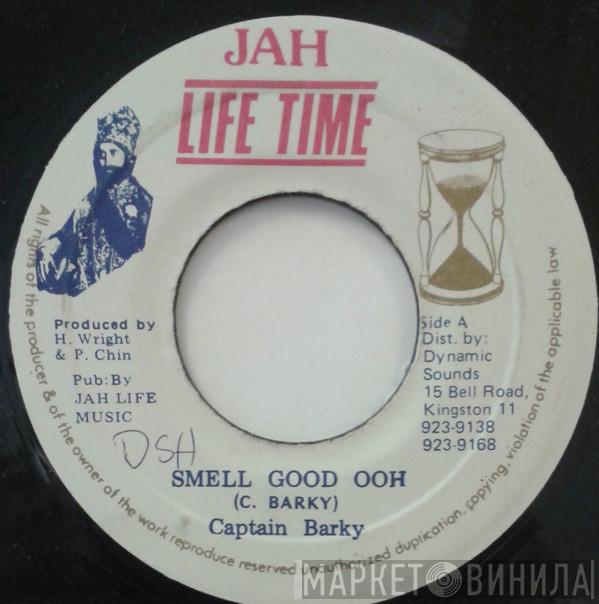 JAH
LIFE TIME
Produced by
H. Wright
& P. Chin
Pub: By
JAH LIFE
MUSIC
Side A
Dist. by:
Dynamic
Sounds
15 Bell Road,
Kingston 11
923-9138
923-9168
DSH
SMELL GOOD OOH
(C. BARKY)
Captain Barky
All rights of the producer & of the owner of the work reproduce reserved unauthorized duplication, copying, violation of the applicable law
МАРКЕТ ВИНИЛА